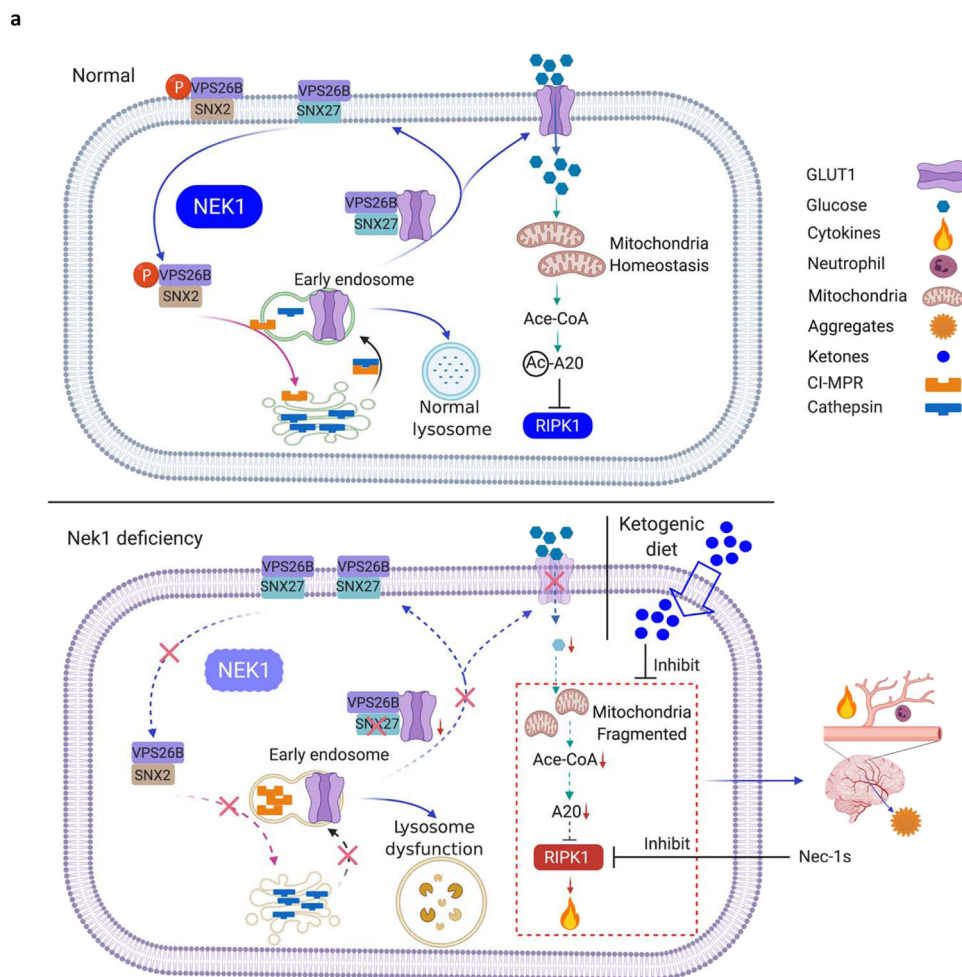 a
Normal
P
VPS26B
SNX2
VPS26B
SNX27
NEK1
VPS26B
SNX27
P
VPS26B
SNX2
Early endosome
Normal
lysosome
Mitochondria
Homeostasis
Ace-CoA
Ac-A20
RIPK1
GLUT1
Glucose
Cytokines
Neutrophil
Mitochondria
Aggregates
Ketones
CI-MPR
Cathepsin
Nek1 deficiency
VPS26B
SNX27
VPS26B
SNX27
NEK1
VPS26B
SNX27
VPS26B
SNX2
Early endosome
Lysosome
dysfunction
Ketogenic
diet
Inhibit
Mitochondria
Fragmented
Ace-CoA
A20
RIPK1
Inhibit
Nec-1s